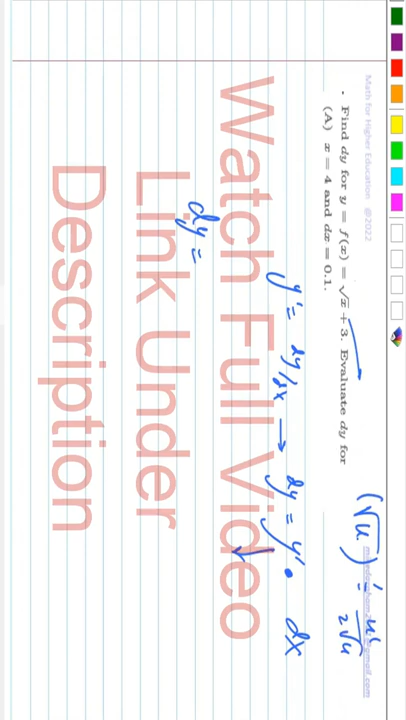 Math for Higher Education @2022
- Find dy for y = f(x) = √x + 3. Evaluate dy for
(A) x = 4 and dx = 0.1.
(√u)' = u'/2√u
y' = dy/dx → dy = y' • dx
dy =
Watch Full Video
Link Under
Description